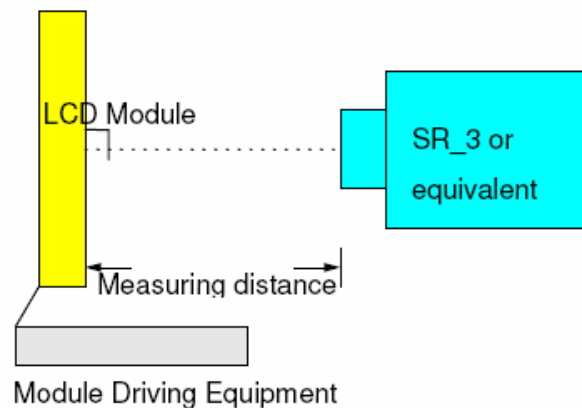 LCD Module
SR_3 or
equivalent
Measuring distance
Module Driving Equipment